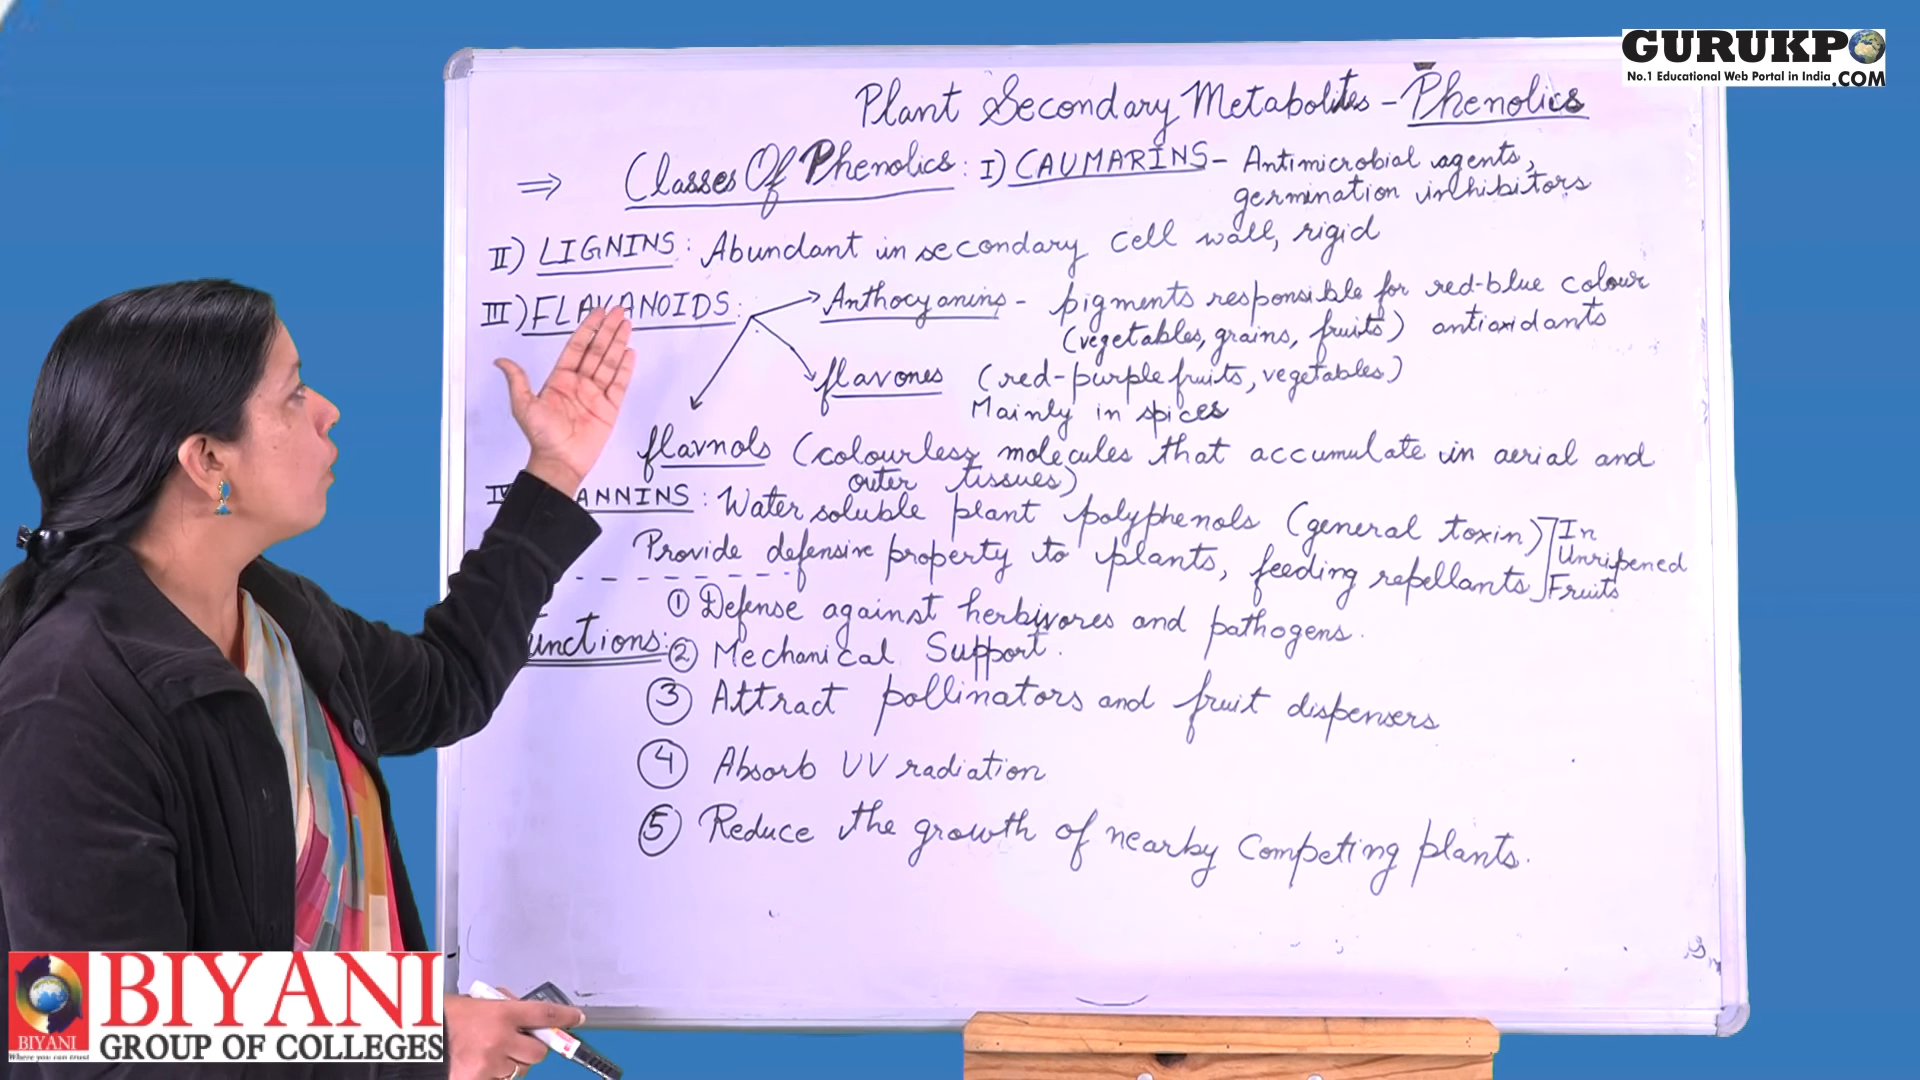 GURUKPO
No.1 Educational Web Portal in India .COM
Plant Secondary Metabolites - Phenolics
⇒ Classes Of Phenolics : I) CAUMARINS - Antimicrobial agents,
germination inhibitors
II) LIGNINS : Abundant in secondary cell wall, rigid
III) FLAVANOIDS : Anthocyanins - pigments responsible for red-blue colour
(vegetables, grains, fruits) antioxidants
flavones (red-purple fruits, vegetables)
Mainly in spices
flavnols (colourless molecules that accumulate in aerial and
outer tissues)
ANNINS : Water soluble plant polyphenols (general toxin) ] In
Provide defensive property to plants, feeding repellants Unripened
Fruits
unctions : ① Defense against herbivores and pathogens.
② Mechanical Support.
③ Attract pollinators and fruit dispensers
④ Absorb UV radiation
⑤ Reduce the growth of nearby competing plants.
BIYANI
GROUP OF COLLEGES
BIYANI
Where you can trust